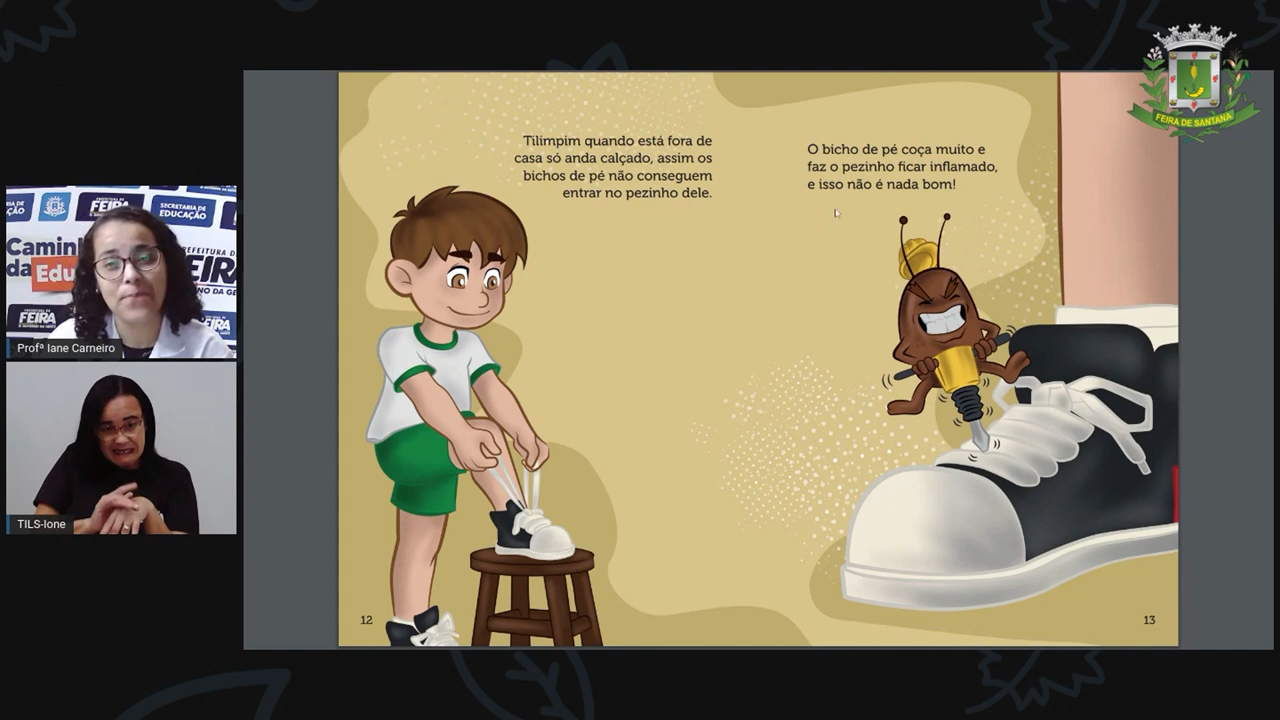 FEIRA DE SANTANA
Tilimpim quando está fora de
casa só anda calçado, assim os
bichos de pé não conseguem
entrar no pezinho dele.
O bicho de pé coça muito e
faz o pezinho ficar inflamado,
e isso não é nada bom!
12
13
SECRETARIA DE
EDUCAÇÃO
FEIRA
Edu
FEIRA
Profª Iane Carneiro
TILS-Ione